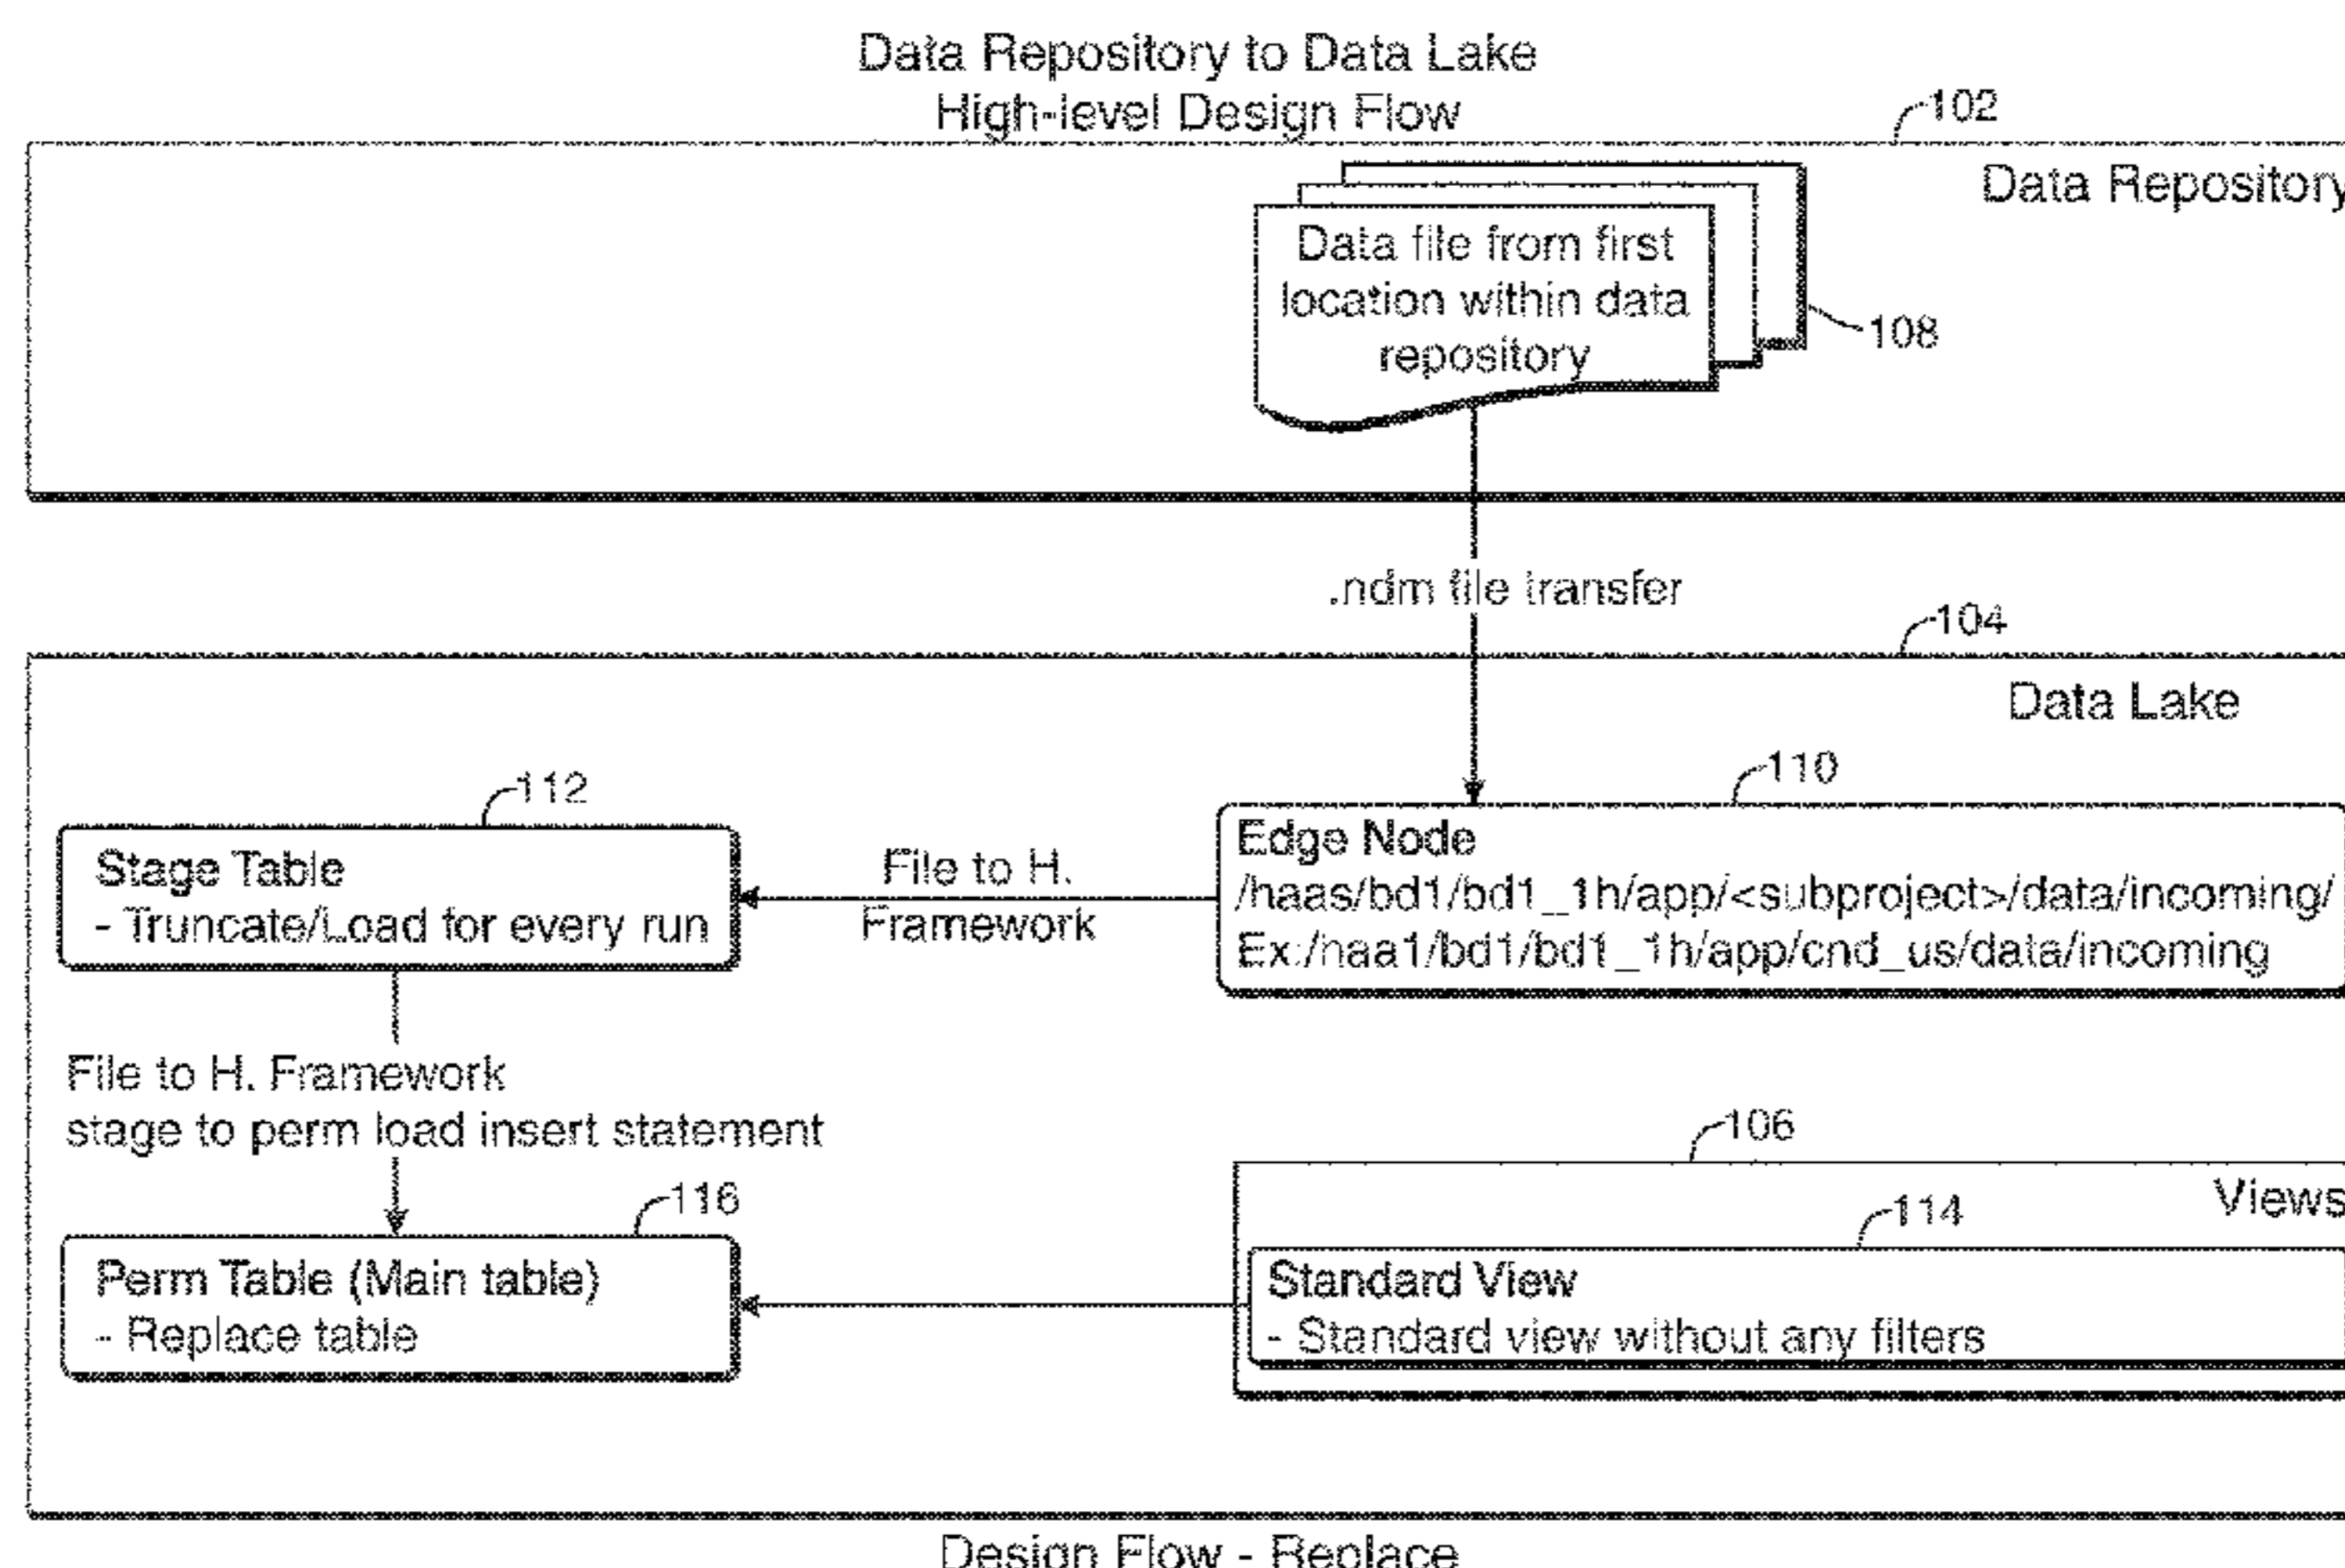 Data Repository to Data Lake
High-level Design Flow
102
Data Repository
Data file from first
location within data
repository
108
.ndm file transfer
104
Data Lake
110
112
Edge Node
/haas/bd1/bd1_1h/app/<subproject>/data/incoming/
Ex:/haa1/bd1/bd1_1h/app/cnd_us/data/incoming
Stage Table
- Truncate/Load for every run
File to H.
Framework
File to H. Framework
stage to perm load insert statement
106
Views
116
114
Perm Table (Main table)
- Replace table
Standard View
- Standard view without any filters
Design Flow - Replace